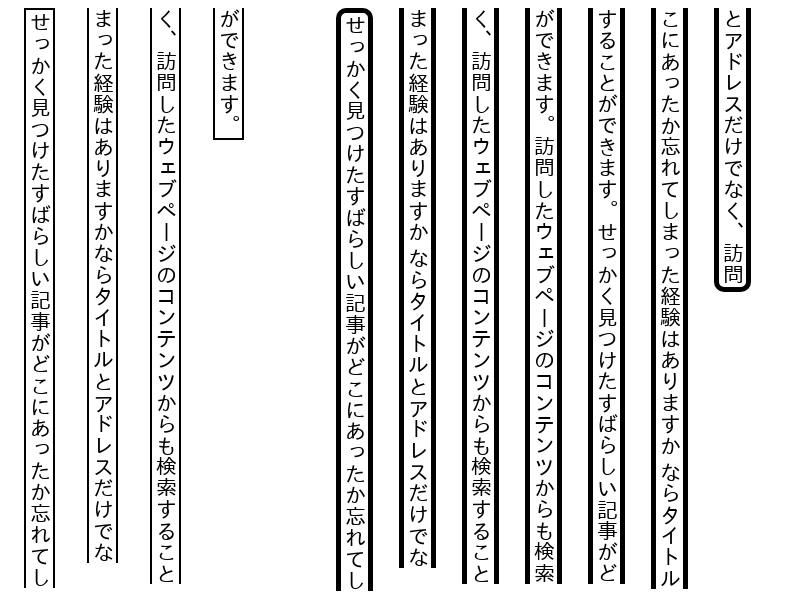 せっかく見つけたすばらしい記事がどこにあったか忘れてし
まった経験はありますかならタイトルとアドレスだけでな
く、訪問したウェブページのコンテンツからも検索すること
ができます。
せっかく見つけたすばらしい記事がどこにあったか忘れてし
まった経験はありますか ならタイトルとアドレスだけでな
く、訪問したウェブページのコンテンツからも検索すること
ができます。 訪問したウェブページのコンテンツからも検索
することができます。 せっかく見つけたすばらしい記事がど
こにあったか忘れてしまった経験はありますか ならタイトル
とアドレスだけでなく、訪問